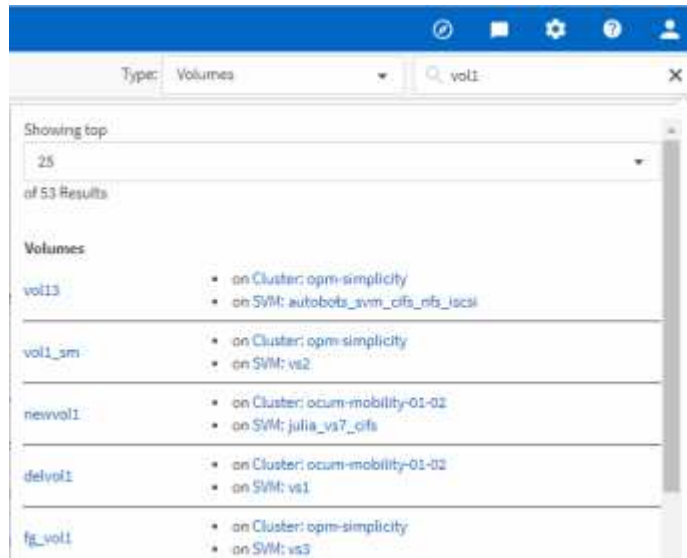 Type: Volumes vol1
Showing top
25
of 53 Results
Volumes
vol13
on Cluster: opm-simplicity
on SVM: autobots_svm_cifs_nfs_iscsi
vol1_sm
on Cluster: opm-simplicity
on SVM: vs2
newvol1
on Cluster: ocum-mobility-01-02
on SVM: julia_vs7_cifs
delvol1
on Cluster: ocum-mobility-01-02
on SVM: vs1
fg_vol1
on Cluster: opm-simplicity
on SVM: vs3